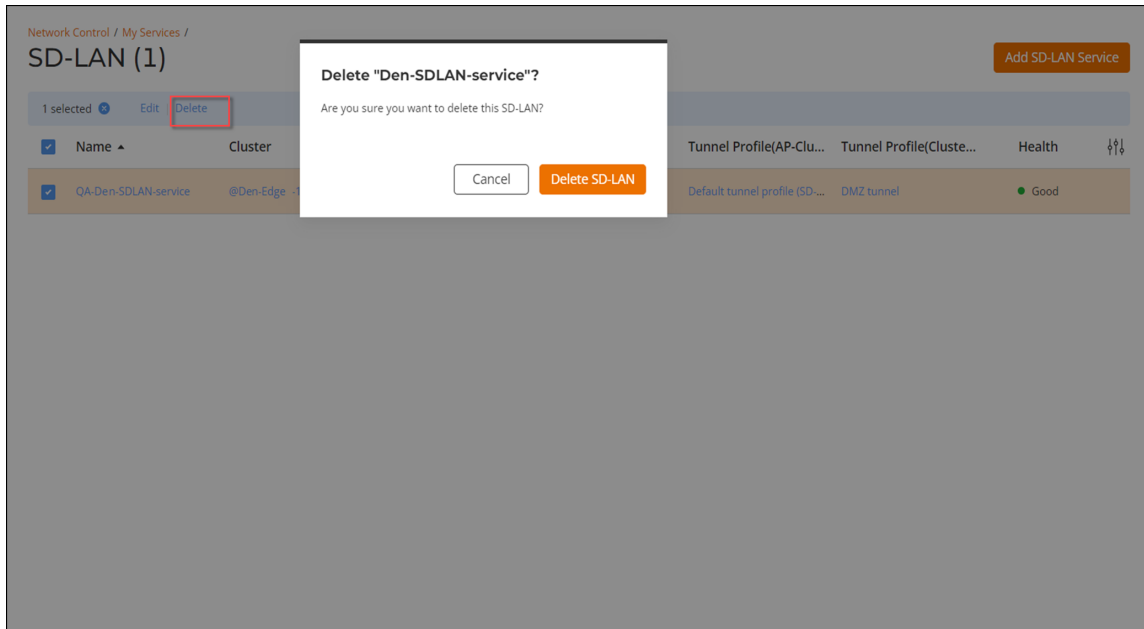 Network Control / My Services /
SD-LAN (1)
Add SD-LAN Service
1 selected Edit | Delete
Name Cluster Tunnel Profile(AP-Clu... Tunnel Profile(Cluste... Health
QA-Den-SDLAN-service @Den-Edge -1 Default tunnel profile (SD-... DMZ tunnel Good
Delete "Den-SDLAN-service"?
Are you sure you want to delete this SD-LAN?
Cancel Delete SD-LAN